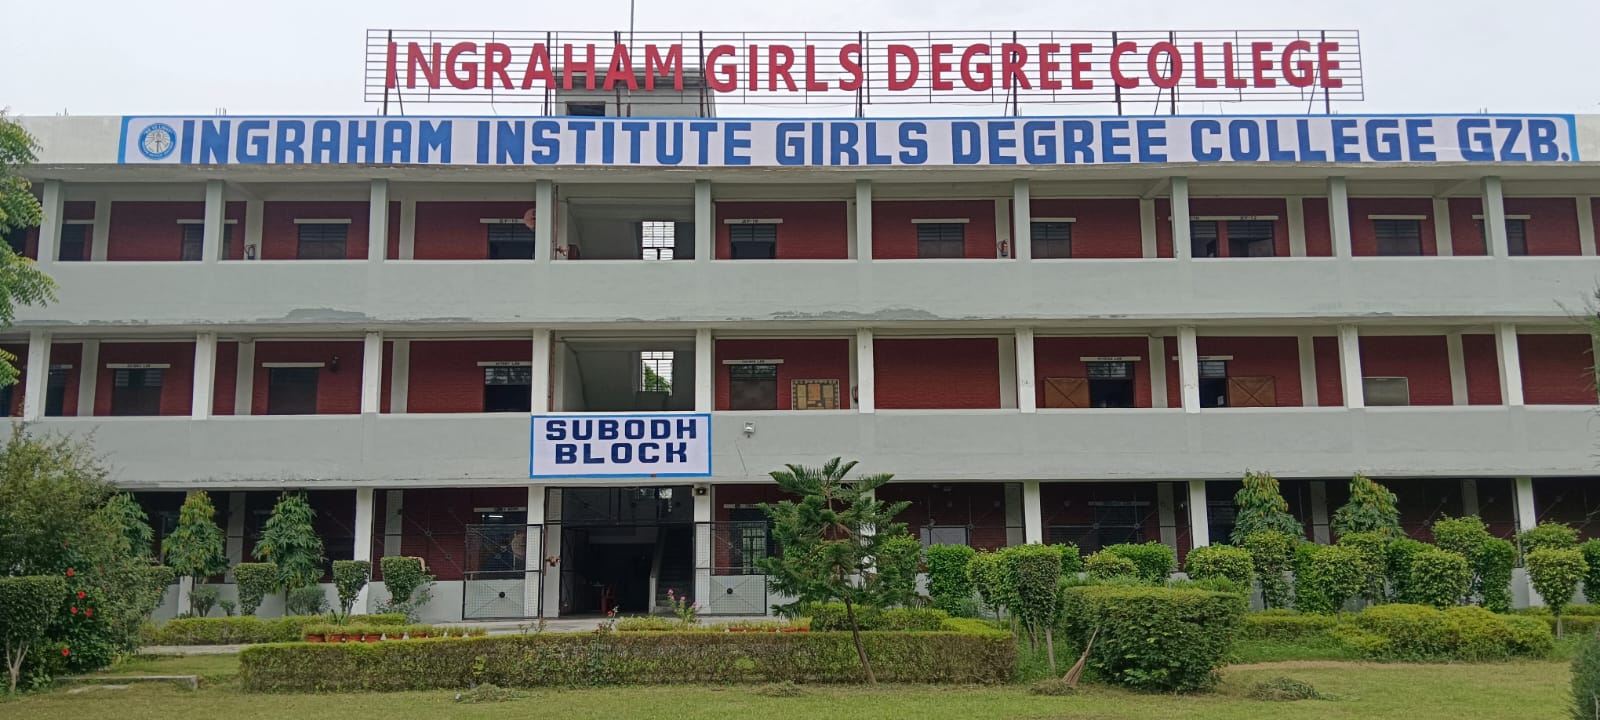 INGRAHAM GIRLS DEGREE COLLEGE
INGRAHAM INSTITUTE GIRLS DEGREE COLLEGE GZB.
SUBODH
BLOCK